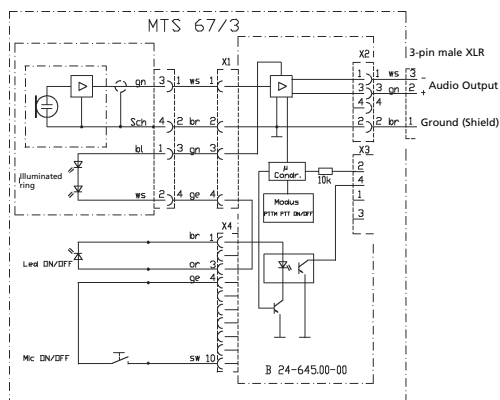 MTS 67/3
X1
X2
3-pin male XLR
gn 3 1 ws 1
1 1 ws 3 -
3 3 gn 2 +
Audio Output
4 4
Sch 4 2 br 2
2 2 br 1
Ground (Shield)
bl 1 3 gn 3
X3
Illuminated
ring
µ
Condr.
10k
2
4
1
3
ws 2 4 ge 4
Modus
PTTM PTT ON/OFF
X4
br 1
Led ON/OFF
or 3
ge 4
Mic ON/OFF
sw 10
B 24-645.00-00